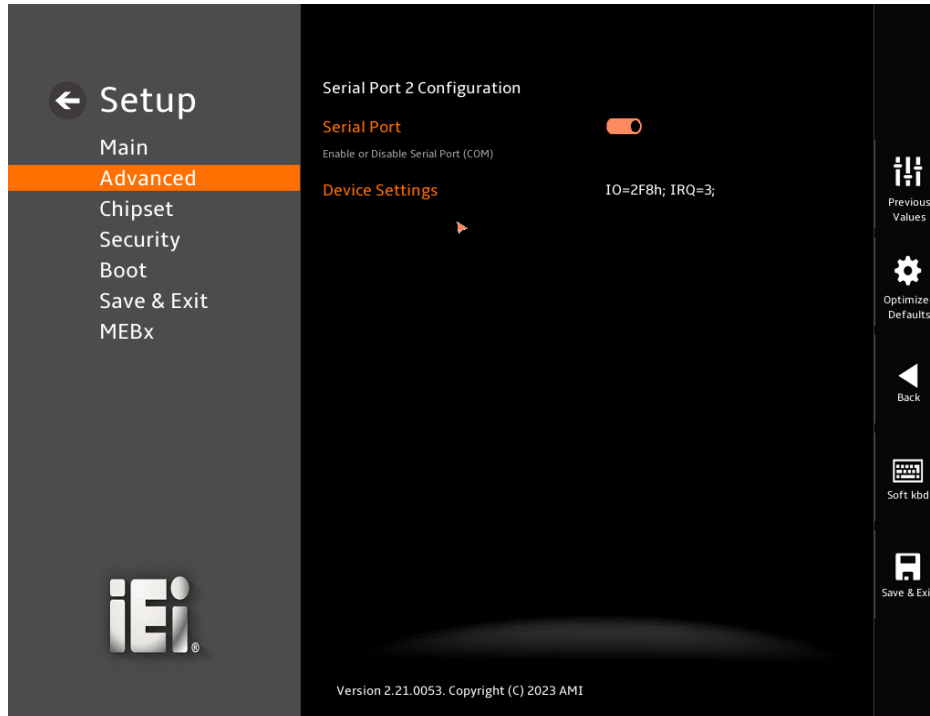 Setup
Main
Advanced
Chipset
Security
Boot
Save & Exit
MEBx
iEi®
Serial Port 2 Configuration
Serial Port
Enable or Disable Serial Port (COM)
Device Settings IO=2F8h; IRQ=3;
Version 2.21.0053. Copyright (C) 2023 AMI
Previous
Values
Optimize
Defaults
Back
Soft kbd
Save & Exi